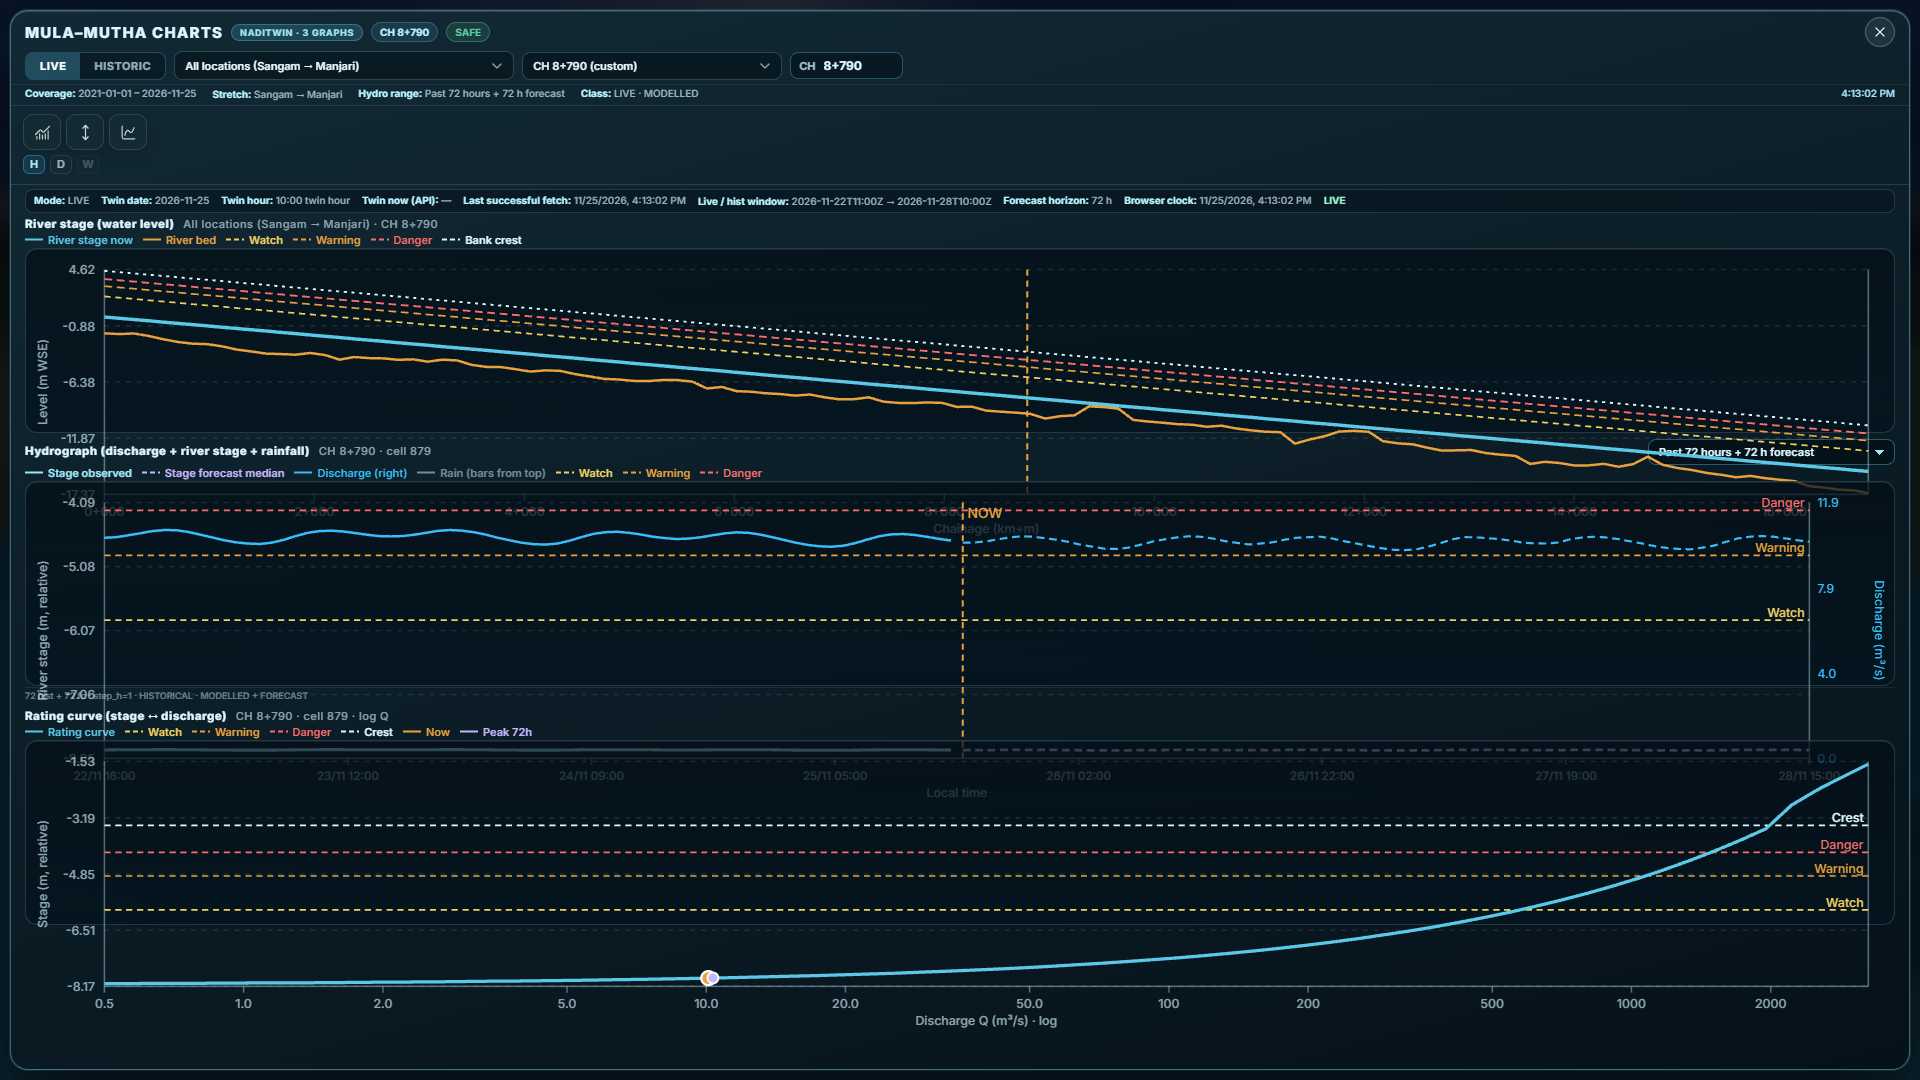 MULA–MUTHA CHARTS
NADITWIN · 3 GRAPHS
CH 8+790
SAFE
LIVE
HISTORIC
All locations (Sangam → Manjari)
CH 8+790 (custom)
CH 8+790
Coverage: 2021-01-01 – 2026-11-25
Stretch: Sangam → Manjari
Hydro range: Past 72 hours + 72 h forecast
Class: LIVE · MODELLED
4:13:02 PM
H
D
W
Mode: LIVE
Twin date: 2026-11-25
Twin hour: 10:00 twin hour
Twin now (API): —
Last successful fetch: 11/25/2026, 4:13:02 PM
Live / hist window: 2026-11-22T11:00Z → 2026-11-28T10:00Z
Forecast horizon: 72 h
Browser clock: 11/25/2026, 4:13:02 PM
LIVE
River stage (water level)
All locations (Sangam → Manjari) · CH 8+790
River stage now
River bed
Watch
Warning
Danger
Bank crest
4.62
-0.88
-6.38
-11.87
-17.37
Level (m WSE)
Hydrograph (discharge + river stage + rainfall)
CH 8+790 · cell 879
Past 72 hours + 72 h forecast
Stage observed
Stage forecast median
Discharge (right)
Rain (bars from top)
Watch
Warning
Danger
10+000
12+000
14+000
Chainage (km+m)
NOW
Danger
Warning
Watch
-4.09
-5.08
-6.07
-7.06
River stage (m, relative)
11.9
7.9
4.0
0.0
Discharge (m³/s)
step_h=1 · HISTORICAL · MODELLED + FORECAST
22/11 16:00
23/11 12:00
24/11 09:00
25/11 05:00
26/11 02:00
26/11 22:00
27/11 19:00
28/11 15:00
Local time
Rating curve (stage ↔ discharge)
CH 8+790 · cell 879 · log Q
Rating curve
Watch
Warning
Danger
Crest
Now
Peak 72h
-1.53
-3.19
-4.85
-6.51
-8.17
Stage (m, relative)
Crest
Danger
Warning
Watch
0.5
1.0
2.0
5.0
10.0
20.0
50.0
100
200
500
1000
2000
Discharge Q (m³/s) · log